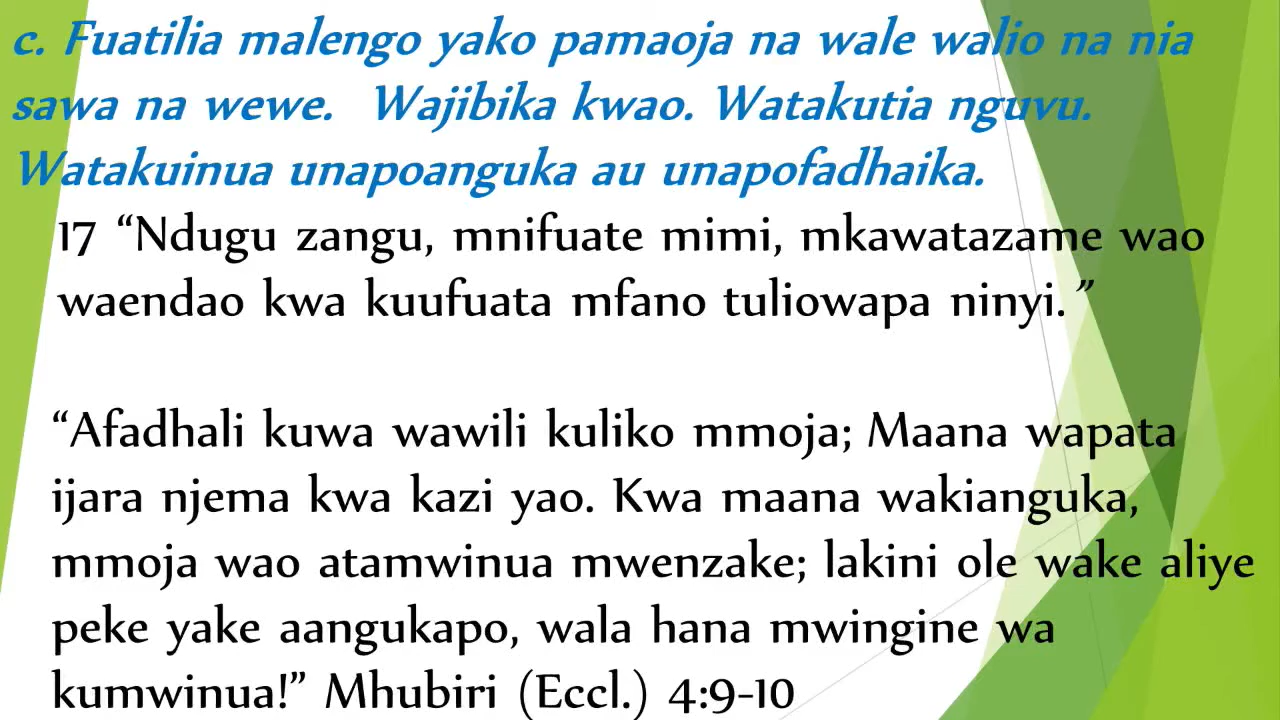 c. Fuatilia malengo yako pamaoja na wale walio na nia
sawa na wewe. Wajibika kwao. Watakutia nguvu.
Watakuinua unapoanguka au unapofadhaika.
17 “Ndugu zangu, mnifuate mimi, mkawatazame wao
waendao kwa kuufuata mfano tuliowapa ninyi.”
“Afadhali kuwa wawili kuliko mmoja; Maana wapata
ijara njema kwa kazi yao. Kwa maana wakianguka,
mmoja wao atamwinua mwenzake; lakini ole wake aliye
peke yake aangukapo, wala hana mwingine wa
kumwinua!” Mhubiri (Eccl.) 4:9-10